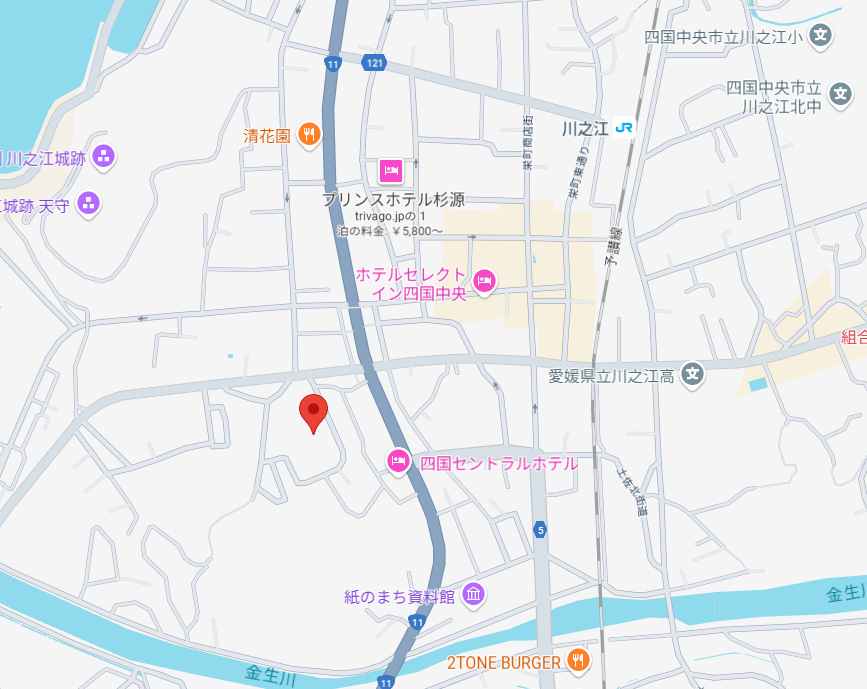 四国中央市立川之江小
11
121
四国中央市立
川之江北中
川之江
JR
清花園
栄町商店街
栄町東通り
川之江城跡
プリンスホテル杉源
trivago.jpの 1
泊の料金: ￥5,800～
城跡 天守
予讃線
ホテルセレクト
イン四国中央
組合
愛媛県立川之江高
四国セントラルホテル
土佐北街道
5
紙のまち資料館
金生川
11
2TONE BURGER
金生川
11